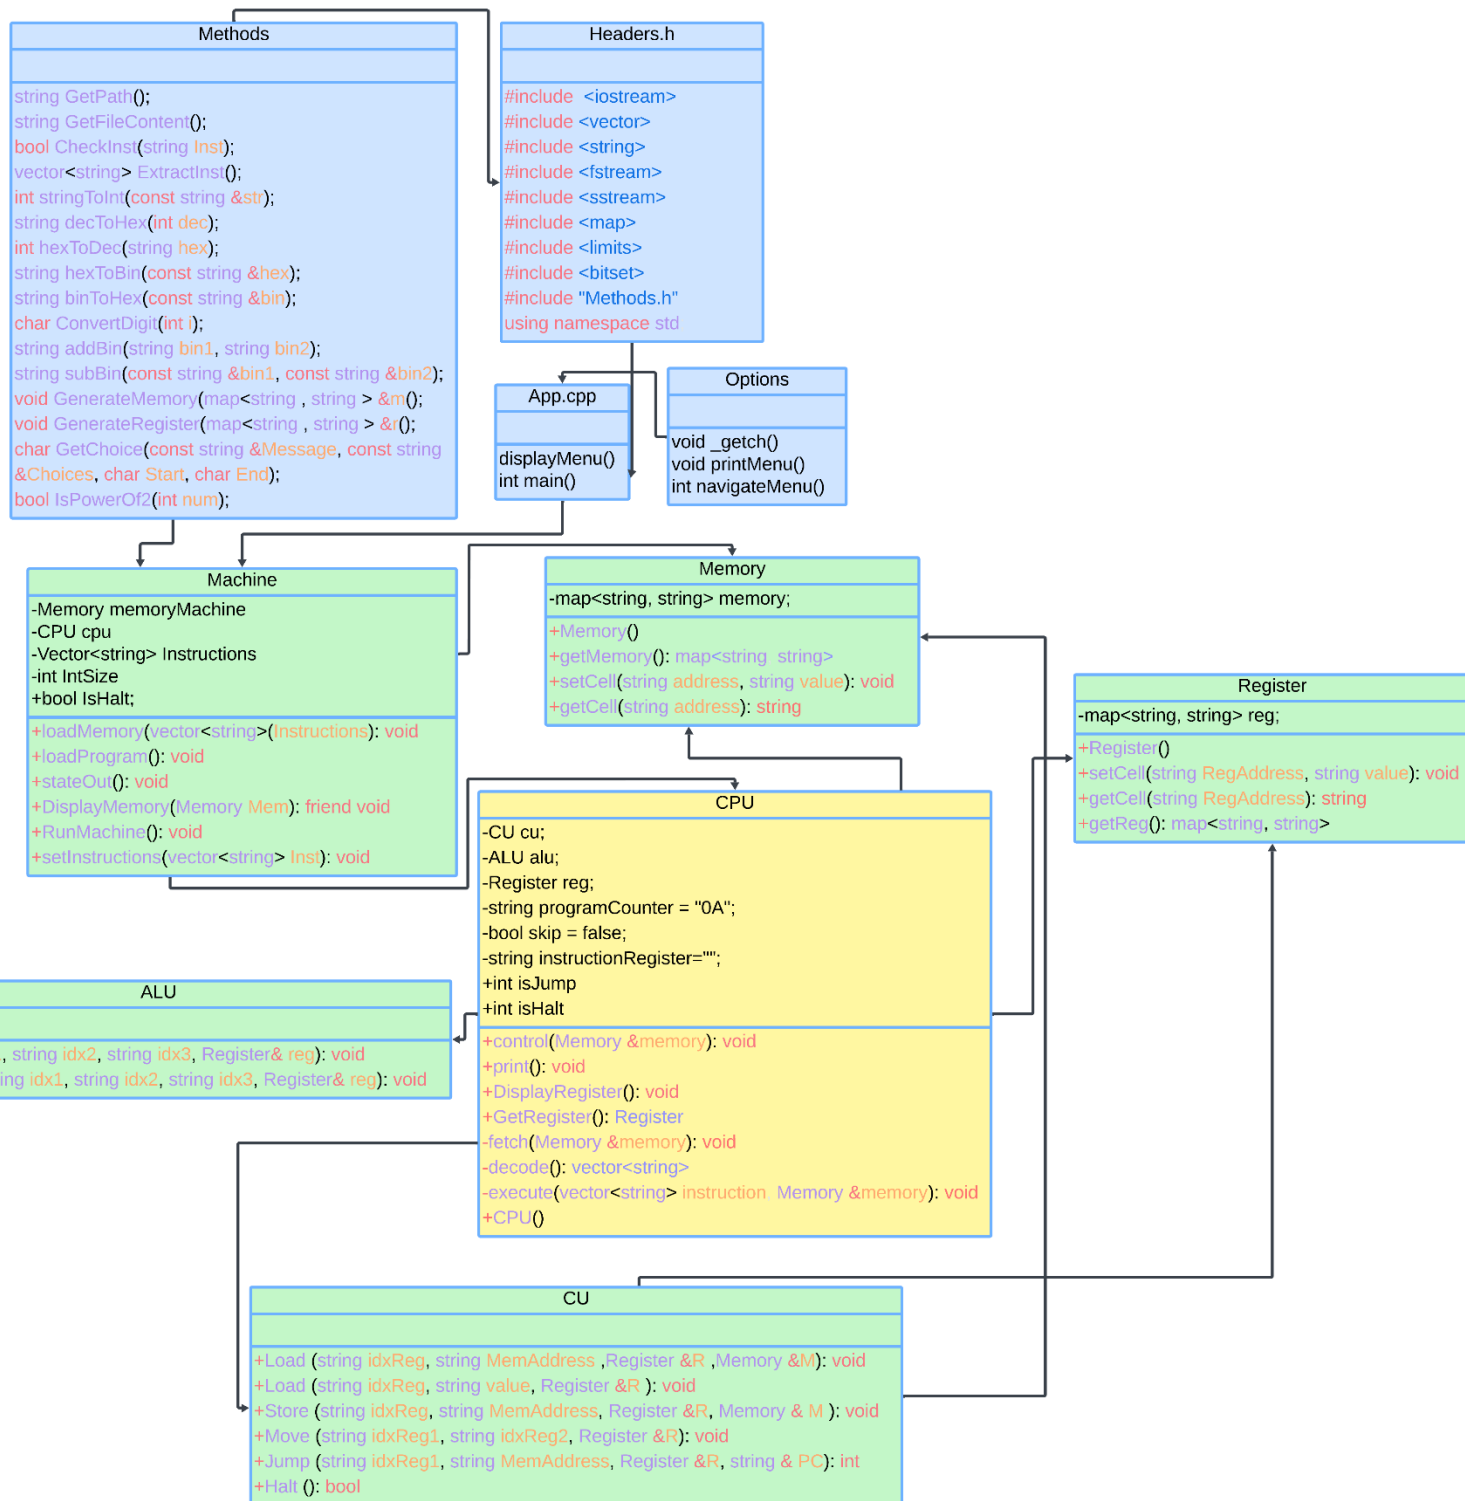 Methods
string GetPath();
string GetFileContent();
bool CheckInst(string Inst);
vector<string> ExtractInst();
int stringToInt(const string &str);
string decToHex(int dec);
int hexToDec(string hex);
string hexToBin(const string &hex);
string binToHex(const string &bin);
char ConvertDigit(int i);
string addBin(string bin1, string bin2);
string subBin(const string &bin1, const string &bin2);
void GenerateMemory(map<string , string > &m();
void GenerateRegister(map<string , string > &r();
char GetChoice(const string &Message, const string
&Choices, char Start, char End);
bool IsPowerOf2(int num);
Headers.h
#include <iostream>
#include <vector>
#include <string>
#include <fstream>
#include <sstream>
#include <map>
#include <limits>
#include <bitset>
#include "Methods.h"
using namespace std
App.cpp
displayMenu()
int main()
Options
void _getch()
void printMenu()
int navigateMenu()
Machine
-Memory memoryMachine
-CPU cpu
-Vector<string> Instructions
-int IntSize
+bool IsHalt;
+loadMemory(vector<string>(Instructions): void
+loadProgram(): void
+stateOut(): void
+DisplayMemory(Memory Mem): friend void
+RunMachine(): void
+setInstructions(vector<string> Inst): void
Memory
-map<string, string> memory;
+Memory()
+getMemory(): map<string string>
+setCell(string address, string value): void
+getCell(string address): string
Register
-map<string, string> reg;
+Register()
+setCell(string RegAddress, string value): void
+getCell(string RegAddress): string
+getReg(): map<string, string>
CPU
-CU cu;
-ALU alu;
-Register reg;
-string programCounter = "0A";
-bool skip = false;
-string instructionRegister="";
+int isJump
+int isHalt
+control(Memory &memory): void
+print(): void
+DisplayRegister(): void
+GetRegister(): Register
-fetch(Memory &memory): void
-decode(): vector<string>
-execute(vector<string> instruction Memory &memory): void
+CPU()
ALU
, string idx2, string idx3, Register& reg): void
ing idx1, string idx2, string idx3, Register& reg): void
CU
+Load (string idxReg, string MemAddress ,Register &R ,Memory &M): void
+Load (string idxReg, string value, Register &R ): void
+Store (string idxReg, string MemAddress, Register &R, Memory & M ): void
+Move (string idxReg1, string idxReg2, Register &R): void
+Jump (string idxReg1, string MemAddress, Register &R, string & PC): int
+Halt (): bool